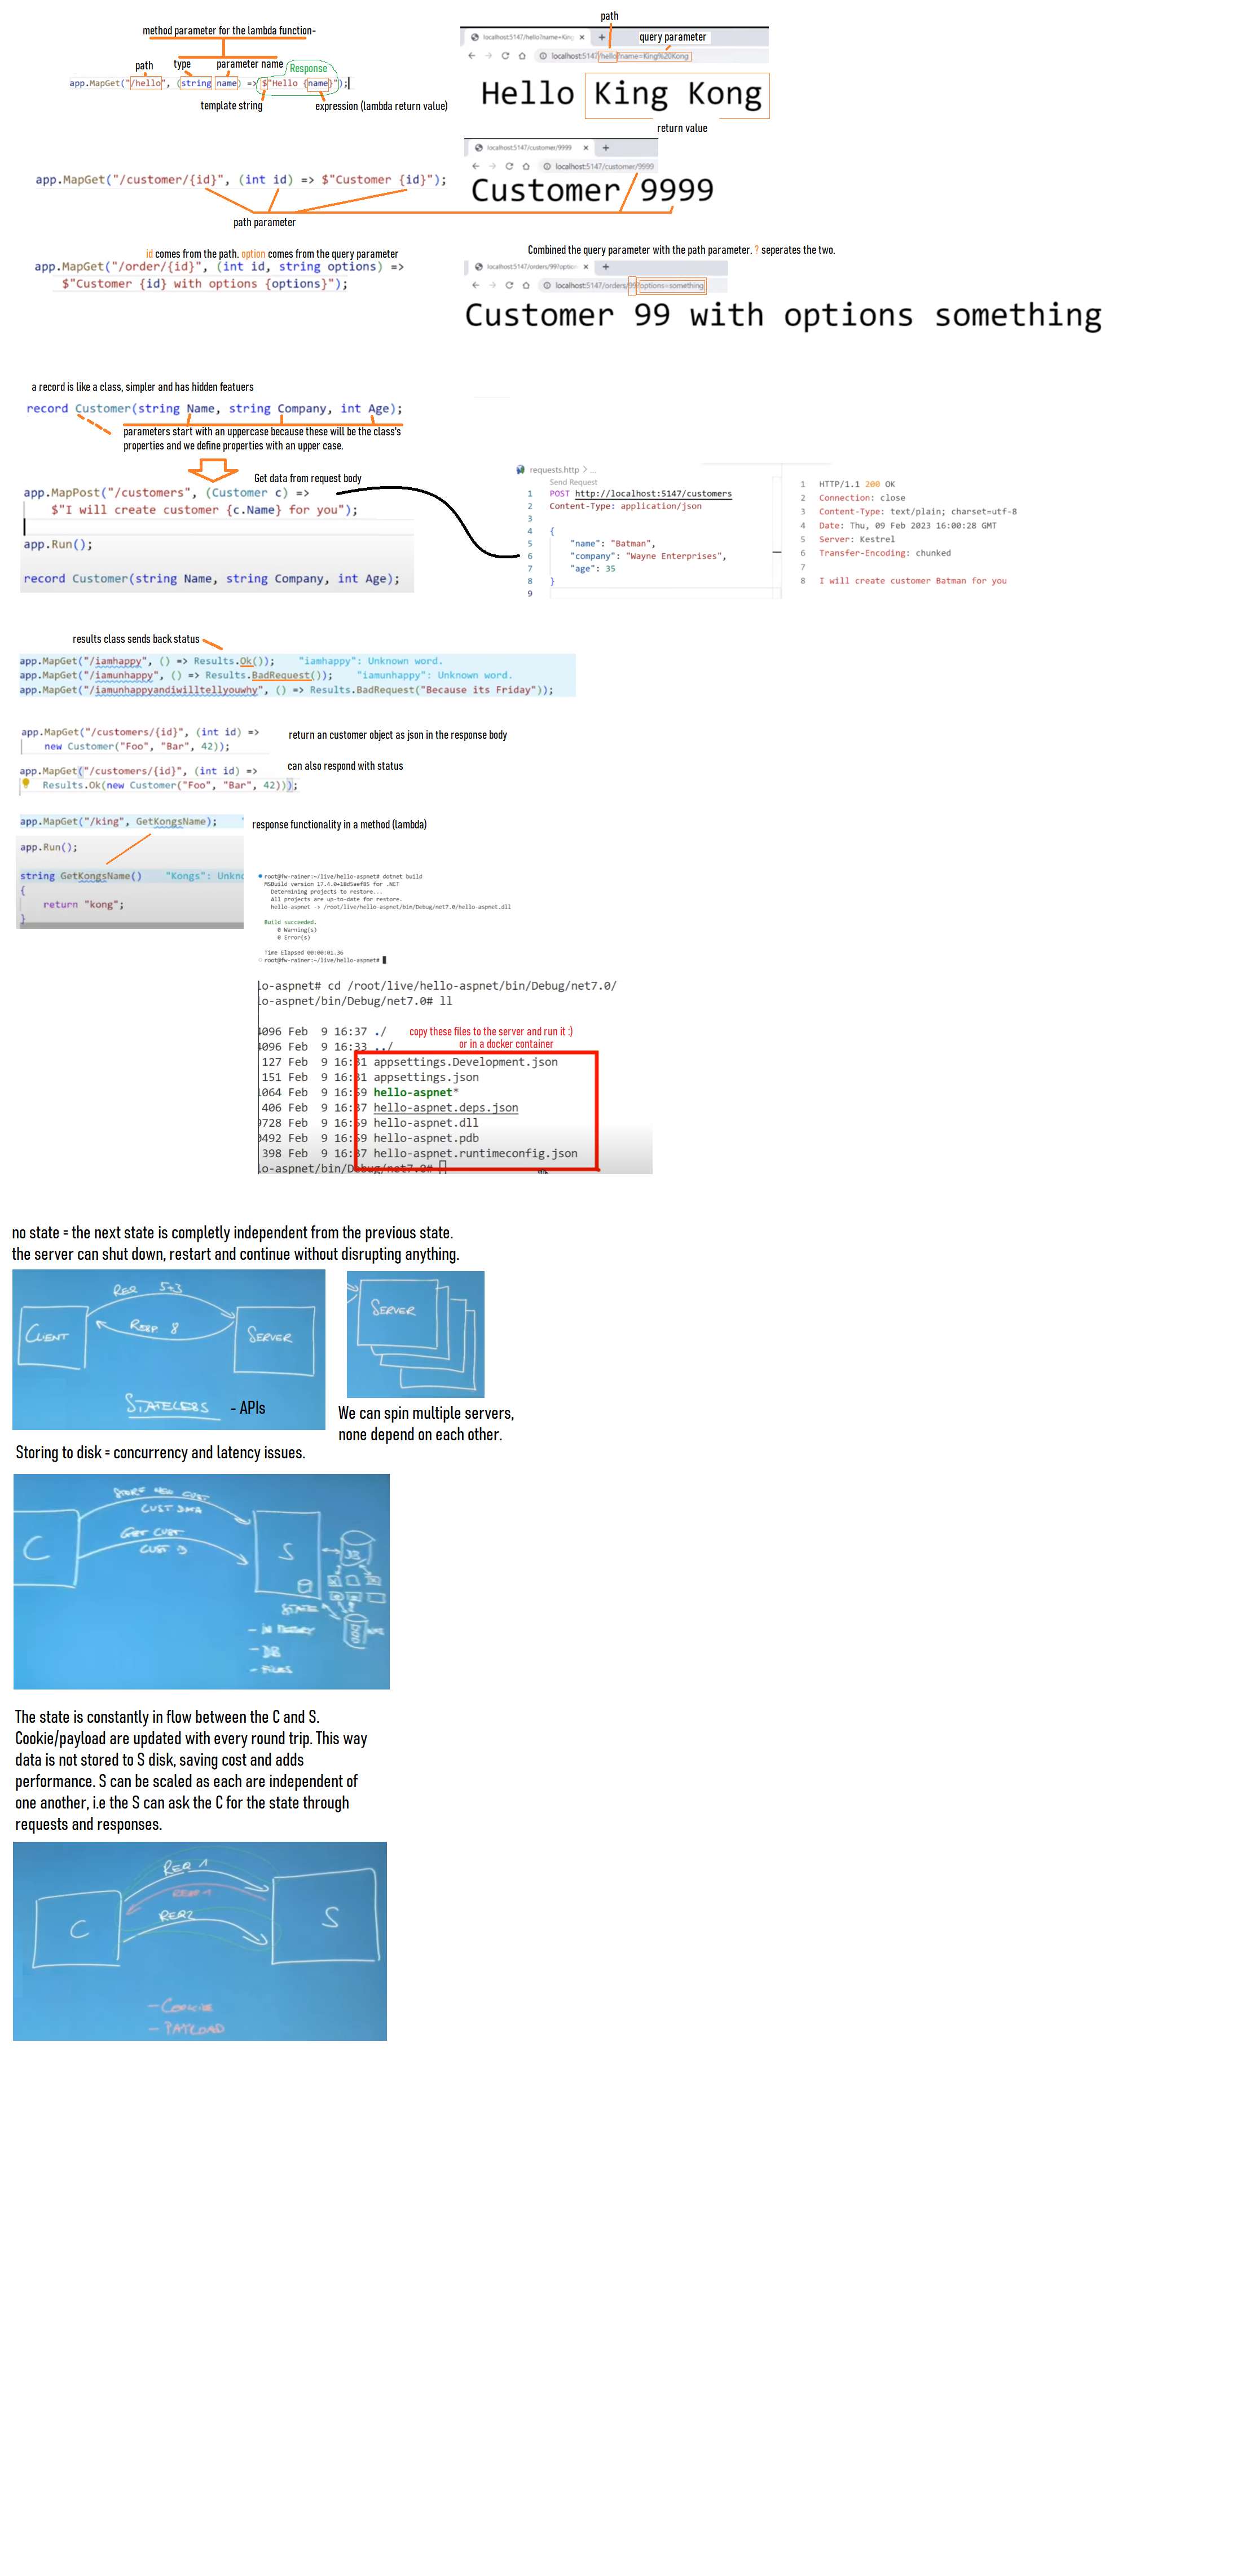 method parameter for the lambda function-
path type parameter name Response
app.MapGet("/hello", (string name) => $"Hello {name}");
template string expression (lambda return value)
path
localhost:5147/hello?name=King
query parameter
localhost:5147/hello?name=King%20Kong
Hello King Kong
return value
app.MapGet("/customer/{id}", (int id) => $"Customer {id}");
path parameter
localhost:5147/customer/9999
localhost:5147/customer/9999
Customer 9999
id comes from the path. option comes from the query parameter
app.MapGet("/order/{id}", (int id, string options) =>
$"Customer {id} with options {options}");
Combined the query parameter with the path parameter. ? seperates the two.
localhost:5147/orders/99?option
localhost:5147/orders/99?options=something
Customer 99 with options something
a record is like a class, simpler and has hidden featuers
record Customer(string Name, string Company, int Age);
parameters start with an uppercase because these will be the class's
properties and we define properties with an upper case.
Get data from request body
app.MapPost("/customers", (Customer c) =>
$"I will create customer {c.Name} for you");
app.Run();
record Customer(string Name, string Company, int Age);
requests.http > ...
Send Request
1 POST http://localhost:5147/customers
2 Content-Type: application/json
3
4 {
5 "name": "Batman",
6 "company": "Wayne Enterprises",
7 "age": 35
8 }
9
1 HTTP/1.1 200 OK
2 Connection: close
3 Content-Type: text/plain; charset=utf-8
4 Date: Thu, 09 Feb 2023 16:00:28 GMT
5 Server: Kestrel
6 Transfer-Encoding: chunked
7
8 I will create customer Batman for you
results class sends back status
app.MapGet("/iamhappy", () => Results.Ok()); "iamhappy": Unknown word.
app.MapGet("/iamunhappy", () => Results.BadRequest()); "iamunhappy": Unknown word.
app.MapGet("/iamunhappyandiwilltellyouwhy", () => Results.BadRequest("Because its Friday"));
app.MapGet("/customers/{id}", (int id) =>
new Customer("Foo", "Bar", 42));
return an customer object as json in the response body
can also respond with status
app.MapGet("/customers/{id}", (int id) =>
Results.Ok(new Customer("Foo", "Bar", 42)));
app.MapGet("/king", GetKongsName);
response functionality in a method (lambda)
app.Run();
string GetKongsName() "Kongs": Unkno
{
return "kong";
}
root@fw-rainer:~/live/hello-aspnet# dotnet build
MSBuild version 17.4.0+18d5aef85 for .NET
Determining projects to restore...
All projects are up-to-date for restore.
hello-aspnet -> /root/live/hello-aspnet/bin/Debug/net7.0/hello-aspnet.dll
Build succeeded.
0 Warning(s)
0 Error(s)
Time Elapsed 00:00:01.36
root@fw-rainer:~/live/hello-aspnet#
lo-aspnet# cd /root/live/hello-aspnet/bin/Debug/net7.0/
lo-aspnet/bin/Debug/net7.0# ll
4096 Feb 9 16:37 ./
copy these files to the server and run it :)
4096 Feb 9 16:33 ../
or in a docker container
127 Feb 9 16:31 appsettings.Development.json
151 Feb 9 16:31 appsettings.json
1064 Feb 9 16:59 hello-aspnet*
406 Feb 9 16:37 hello-aspnet.deps.json
9728 Feb 9 16:59 hello-aspnet.dll
0492 Feb 9 16:59 hello-aspnet.pdb
398 Feb 9 16:37 hello-aspnet.runtimeconfig.json
lo-aspnet/bin/Debug/net7.0#
no state = the next state is completly independent from the previous state.
the server can shut down, restart and continue without disrupting anything.
REQ 5+3
CLIENT
RESP 8
SERVER
STATELESS - APIs
SERVER
We can spin multiple servers,
none depend on each other.
Storing to disk = concurrency and latency issues.
STORE NEW CUST
CUST DATA
GET CUST
C
S
DB
STATE
- IN MEMORY
- DB
- FILES
The state is constantly in flow between the C and S.
Cookie/payload are updated with every round trip. This way
data is not stored to S disk, saving cost and adds
performance. S can be scaled as each are independent of
one another, i.e the S can ask the C for the state through
requests and responses.
REQ 1
RESP 1
REQ2
C
S
- COOKIE
- PAYLOAD